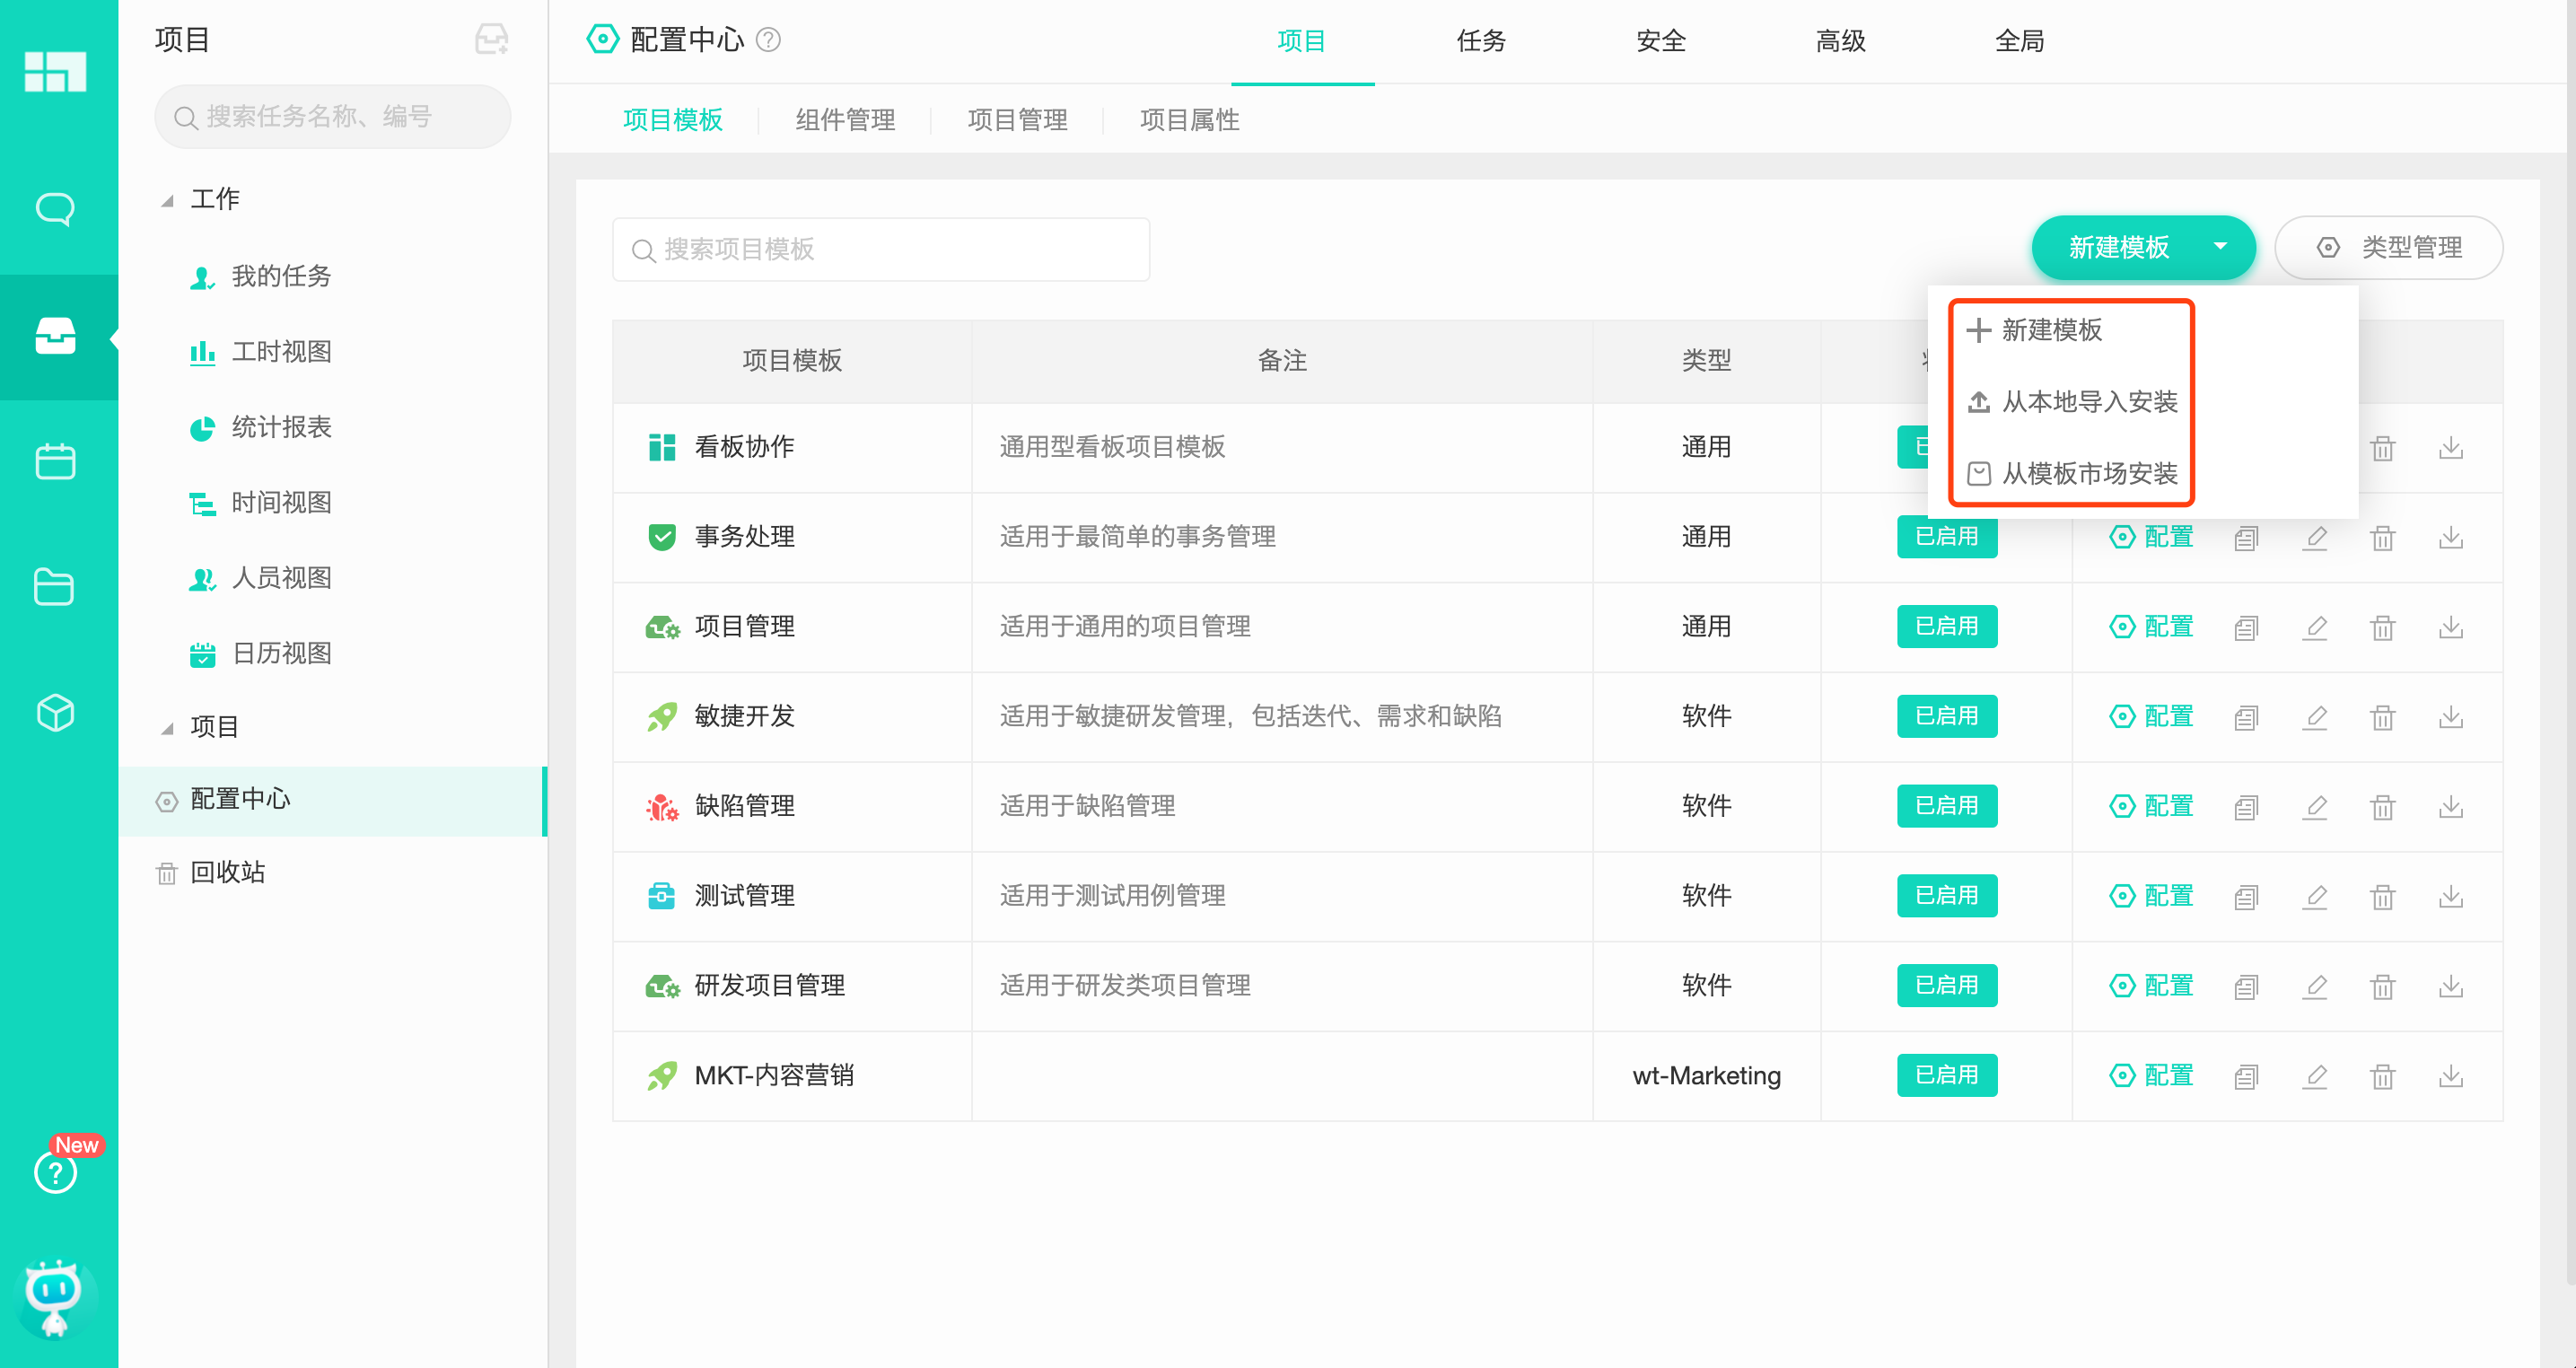 项目
搜索任务名称、编号
工作
我的任务
工时视图
统计报表
时间视图
人员视图
日历视图
项目
配置中心
回收站
New
配置中心
项目 任务 安全 高级 全局
项目模板 组件管理 项目管理 项目属性
搜索项目模板
新建模板 类型管理
新建模板
从本地导入安装
从模板市场安装
项目模板 备注 类型
看板协作 通用型看板项目模板 通用
事务处理 适用于最简单的事务管理 通用 已启用 配置
项目管理 适用于通用的项目管理 通用 已启用 配置
敏捷开发 适用于敏捷研发管理，包括迭代、需求和缺陷 软件 已启用 配置
缺陷管理 适用于缺陷管理 软件 已启用 配置
测试管理 适用于测试用例管理 软件 已启用 配置
研发项目管理 适用于研发类项目管理 软件 已启用 配置
MKT-内容营销 wt-Marketing 已启用 配置